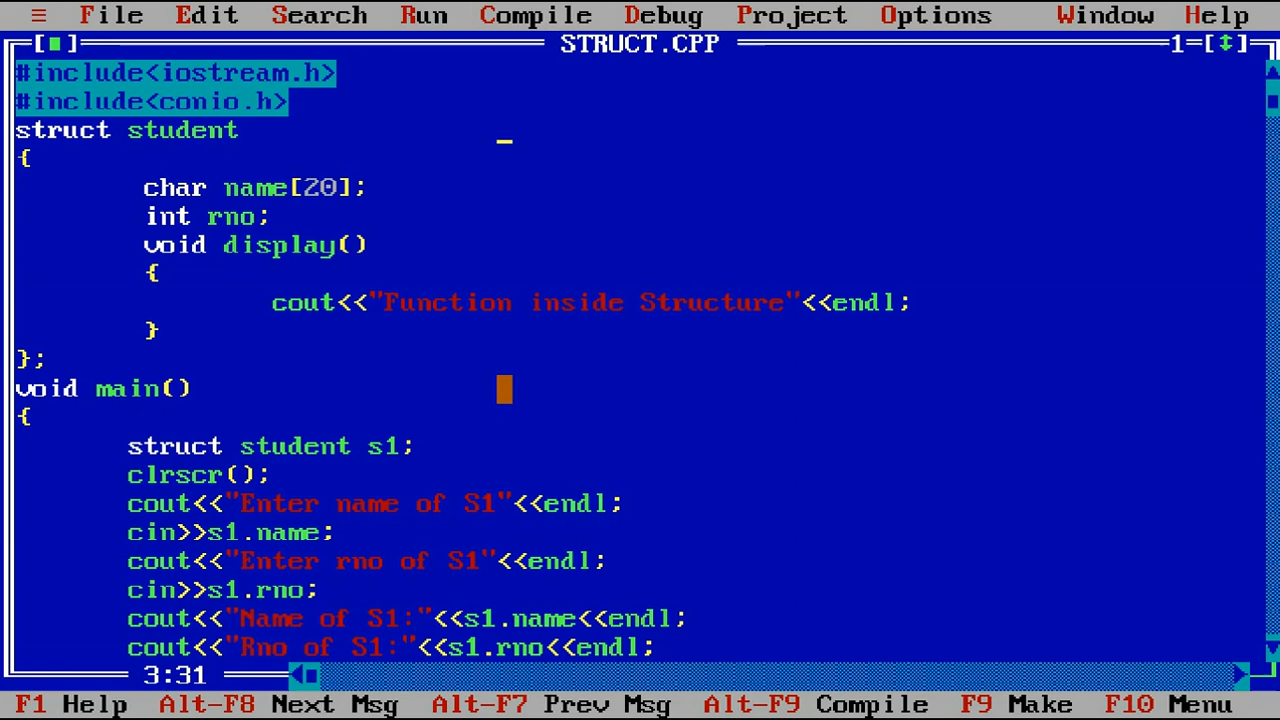 ≡ File Edit Search Run Compile Debug Project Options Window Help
[■] STRUCT.CPP 1=[↕]
#include<iostream.h>
#include<conio.h>
struct student
{
char name[20];
int rno;
void display()
{
cout<<"Function inside Structure"<<endl;
}
};
void main()
{
struct student s1;
clrscr();
cout<<"Enter name of S1"<<endl;
cin>>s1.name;
cout<<"Enter rno of S1"<<endl;
cin>>s1.rno;
cout<<"Name of S1:"<<s1.name<<endl;
cout<<"Rno of S1:"<<s1.rno<<endl;
3:31
F1 Help Alt-F8 Next Msg Alt-F7 Prev Msg Alt-F9 Compile F9 Make F10 Menu